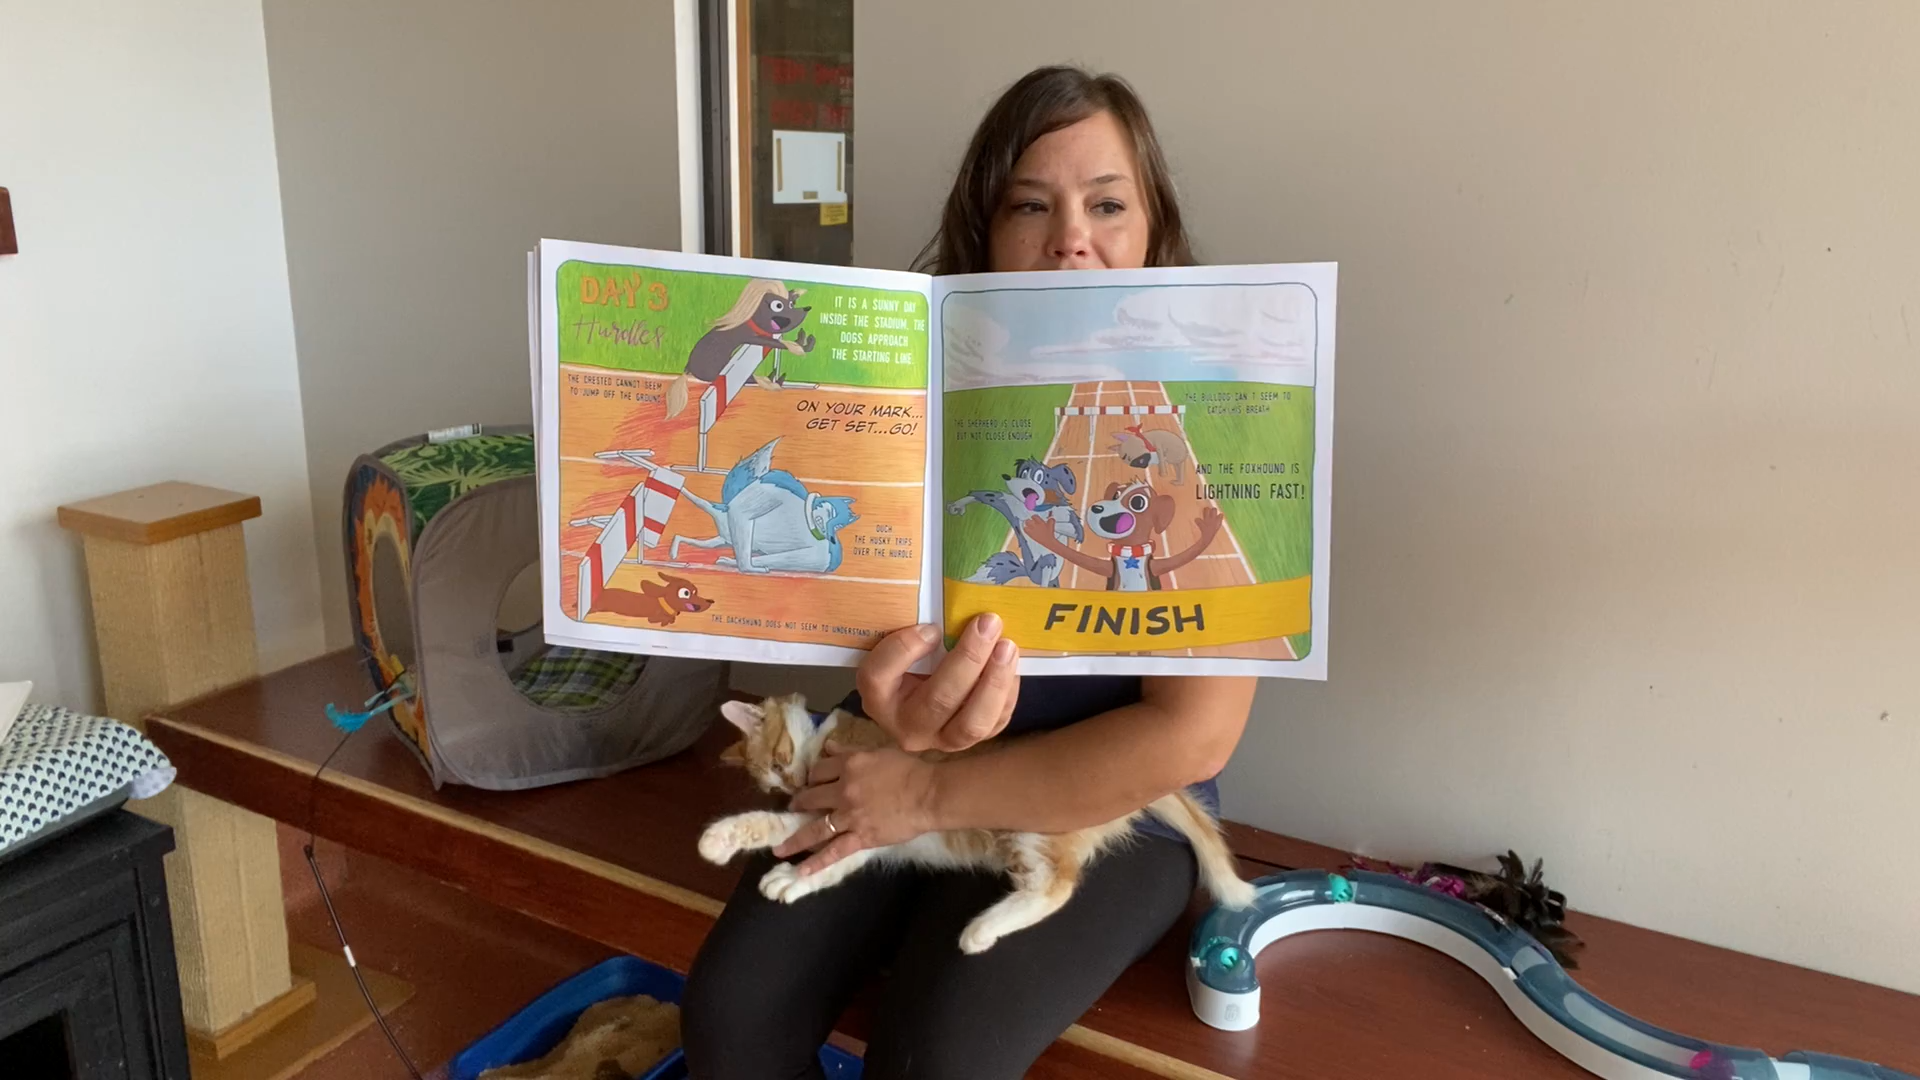 DAY 3
Hurdles
IT IS A SUNNY DAY
INSIDE THE STADIUM. THE
DOGS APPROACH
THE STARTING LINE.
THE CRESTED CANNOT SEEM
TO JUMP OFF THE GROUND
ON YOUR MARK...
GET SET...GO!
OUCH.
THE HUSKY TRIPS
OVER THE HURDLE
THE DACHSHUND DOES NOT SEEM TO UNDERSTAND
THE BULLDOG CAN'T SEEM TO
CATCH HIS BREATH
THE SHEPHERD IS CLOSE,
BUT NOT CLOSE ENOUGH
AND THE FOXHOUND IS
LIGHTNING FAST!
FINISH